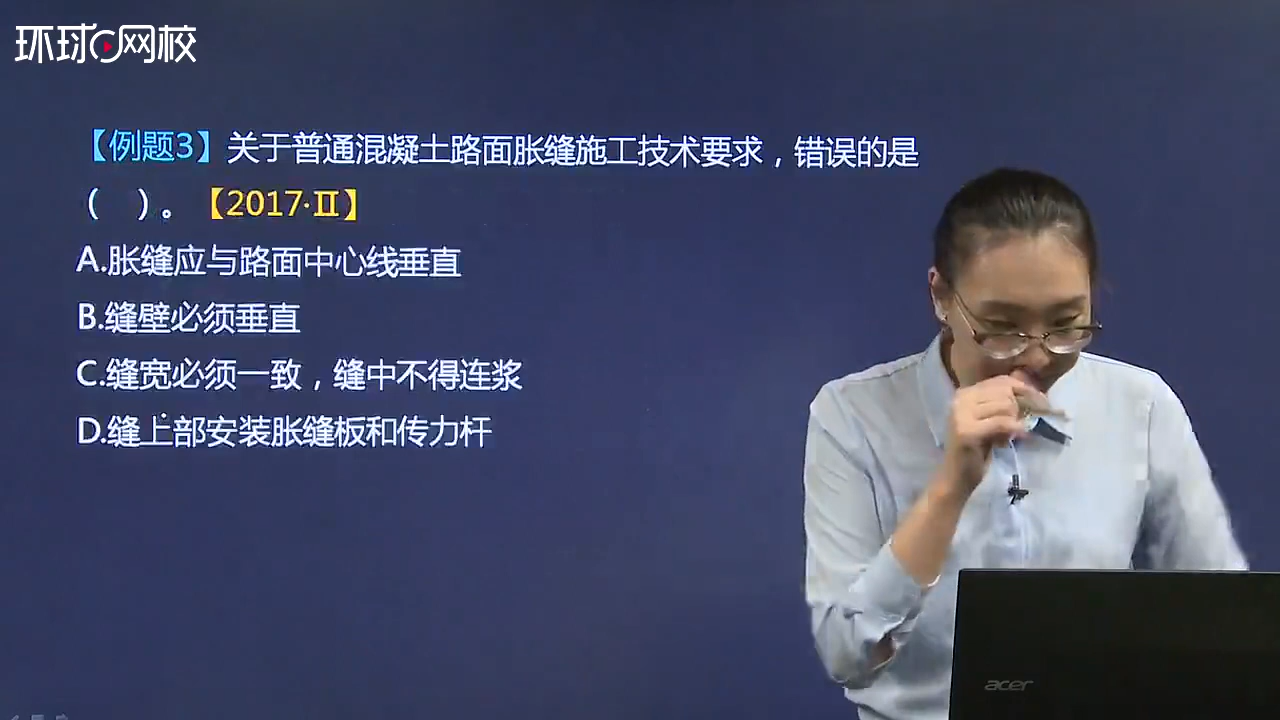 环球网校
【例题3】关于普通混凝土路面胀缝施工技术要求，错误的是
（ ）。【2017·Ⅱ】
A.胀缝应与路面中心线垂直
B.缝壁必须垂直
C.缝宽必须一致，缝中不得连浆
D.缝上部安装胀缝板和传力杆
acer